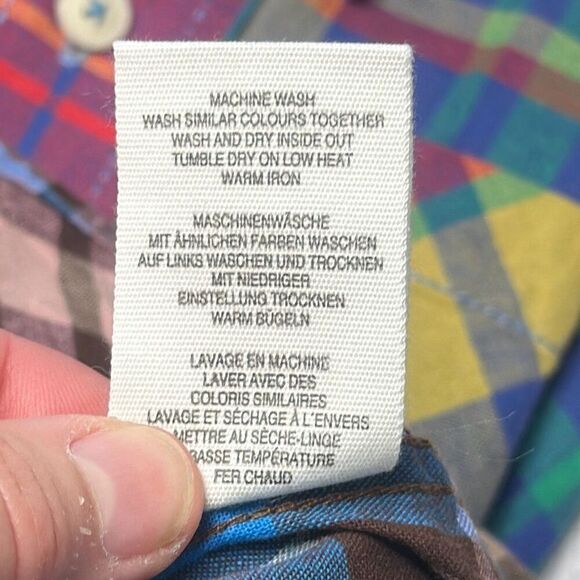 MACHINE WASH
WASH SIMILAR COLOURS TOGETHER
WASH AND DRY INSIDE OUT
TUMBLE DRY ON LOW HEAT
WARM IRON
MASCHINENWÄSCHE
MIT ÄHNLICHEN FARBEN WASCHEN
AUF LINKS WASCHEN UND TROCKNEN
MIT NIEDRIGER
EINSTELLUNG TROCKNEN
WARM BÜGELN
LAVAGE EN MACHINE
LAVER AVEC DES
COLORIS SIMILAIRES
LAVAGE ET SÉCHAGE À L'ENVERS
METTRE AU SÈCHE-LINGE
BASSE TEMPÉRATURE
FER CHAUD